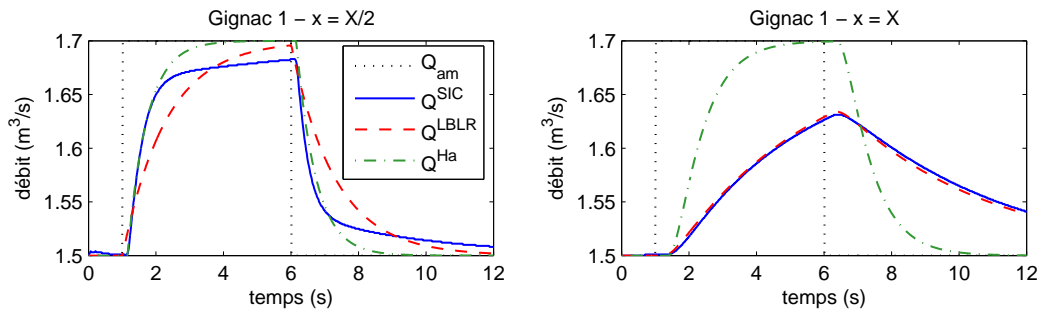 Gignac 1 − x = X/2
1.7
1.65
1.6
1.55
1.5
débit (m³/s)
0 2 4 6 8 10 12
temps (s)
Q_am
Q^SIC
Q^LBLR
Q^Ha
Gignac 1 − x = X
1.7
1.65
1.6
1.55
1.5
débit (m³/s)
0 2 4 6 8 10 12
temps (s)